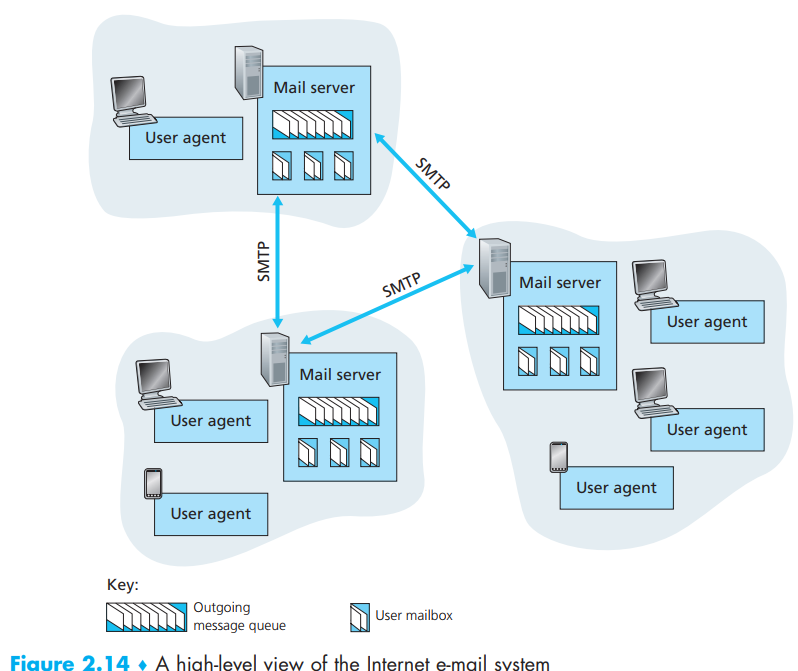 Mail server
User agent
SMTP
SMTP
SMTP
Mail server
User agent
User agent
User agent
Mail server
User agent
User agent
Key:
Outgoing
message queue
User mailbox
Figure 2.14 ♦ A high-level view of the Internet e-mail system